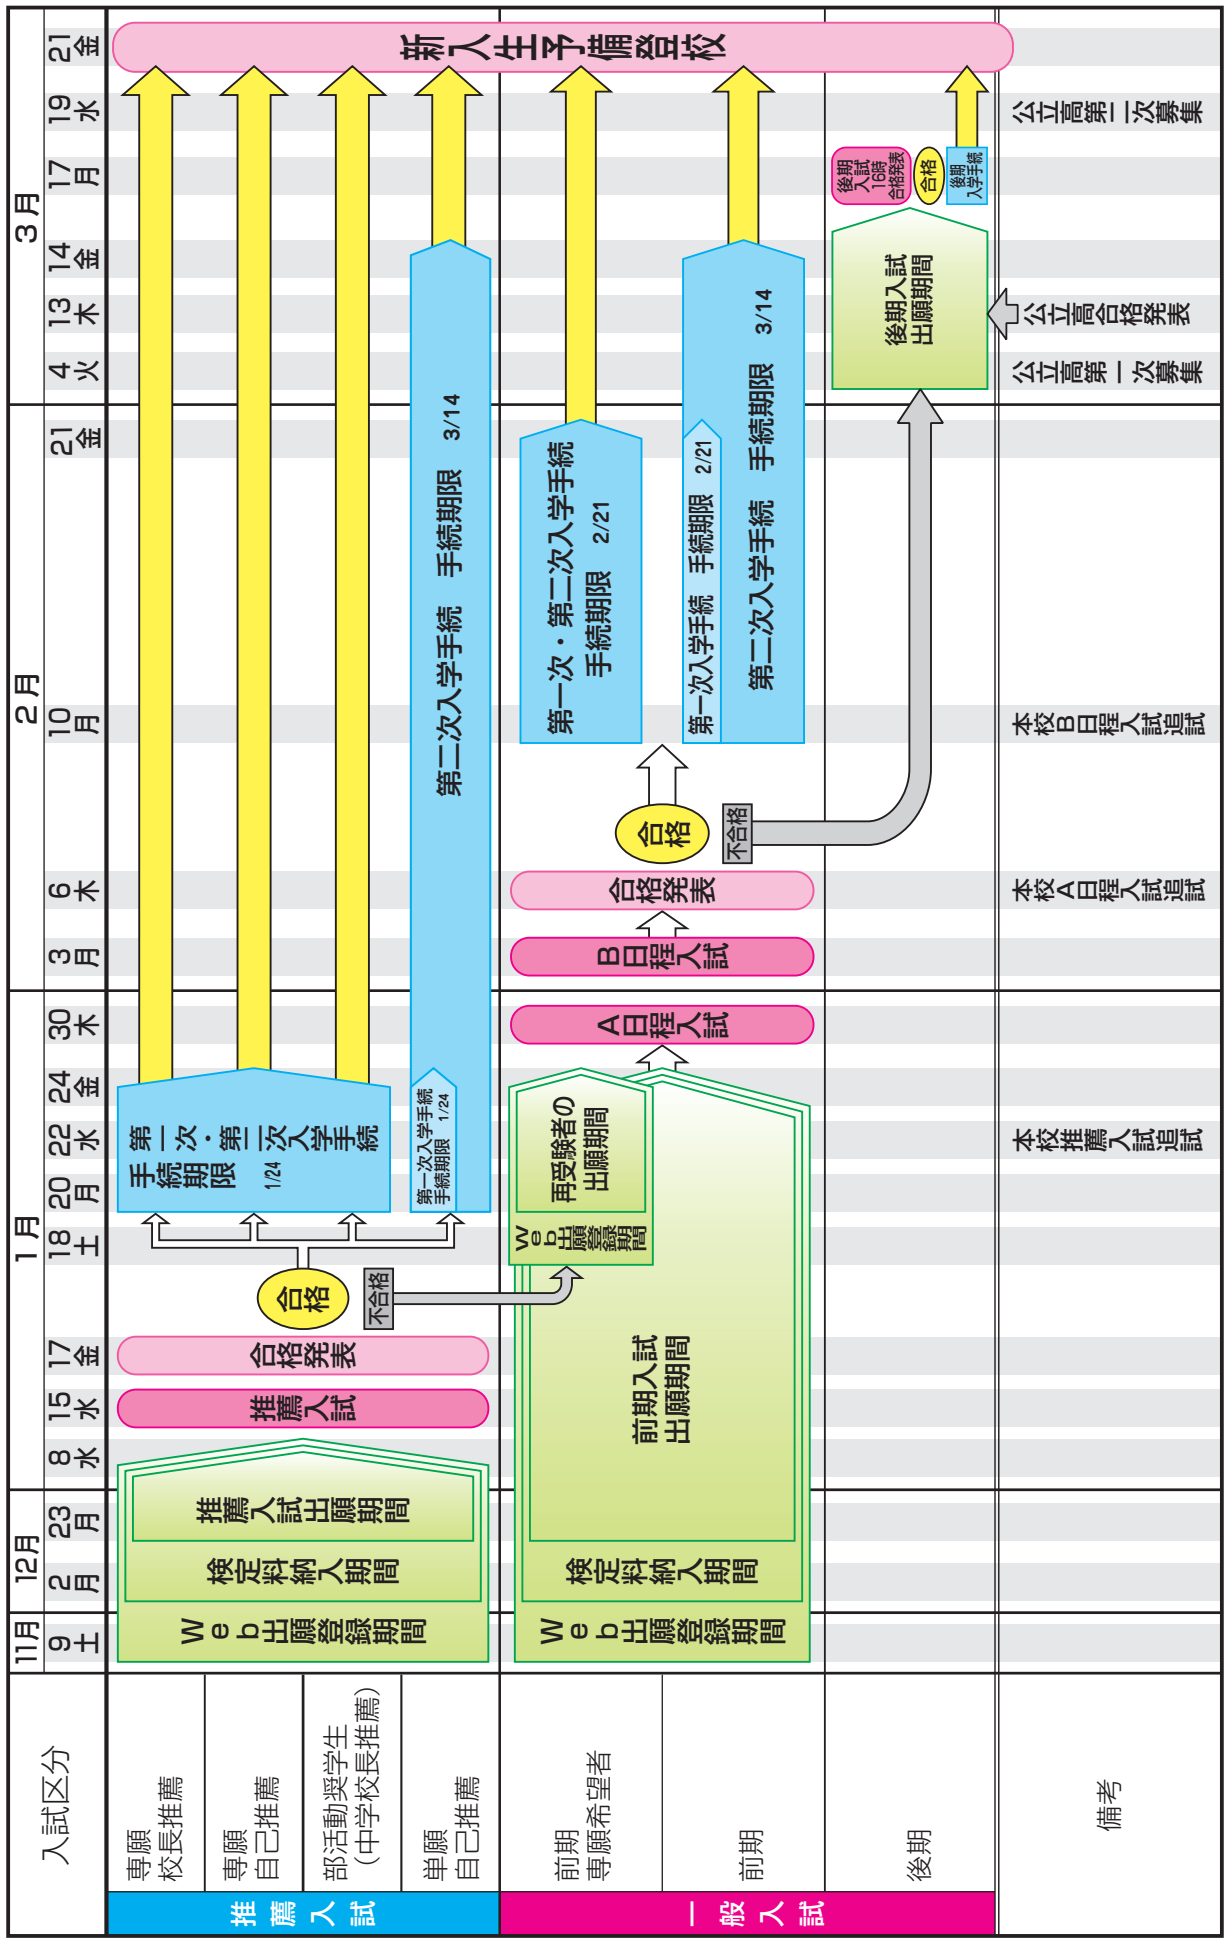 入試区分
11月
12月
1月
2月
3月
9
土
2
月
23
月
8
水
15
水
17
金
18
土
20
月
22
水
24
金
30
木
3
月
6
木
10
月
21
金
4
火
13
木
14
金
17
月
19
水
21
金
推薦入試
専願
校長推薦
専願
自己推薦
部活動奨学生
（中学校長推薦）
単願
自己推薦
Web出願登録期間
検定料納入期間
推薦入試出願期間
推薦入試
合格発表
合格
不合格
第一次・第二次入学手続
手続期限 1/24
第一次入学手続
手続期限 1/24
第二次入学手続 手続期限 3/14
新入生予備登校
一般入試
前期
専願希望者
前期
後期
Web出願登録期間
検定料納入期間
前期入試
出願期間
Web
出願
登録
期間
再受験者の
出願期間
A日程入試
B日程入試
合格発表
合格
不合格
第一次・第二次入学手続
手続期限 2/21
第一次入学手続 手続期限 2/21
第二次入学手続 手続期限 3/14
後期入試
出願期間
後期
入試
16時
合格発表
合格
後期
入学手続
備考
本校推薦入試追試
本校A日程入試追試
本校B日程入試追試
公立高第一次募集
公立高合格発表
公立高第二次募集